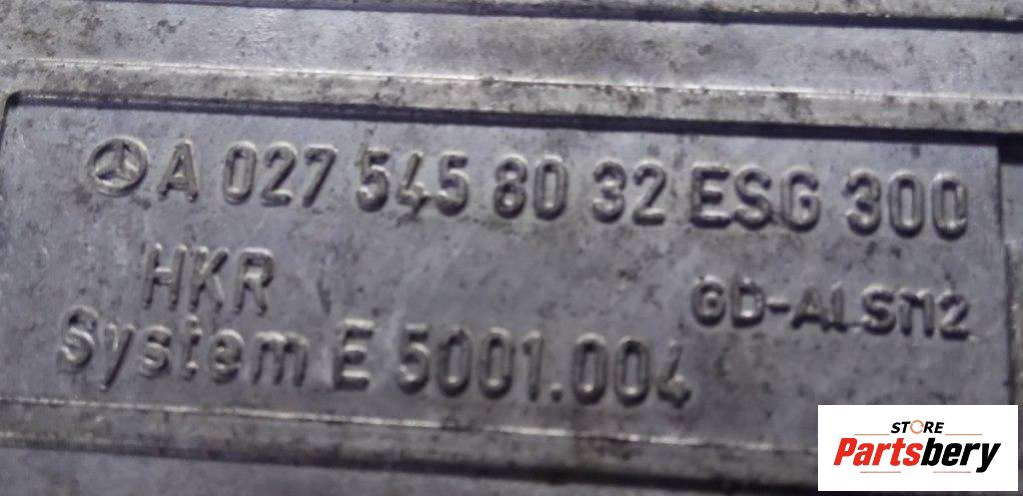 A 027 545 80 32 ESG 300
HKR
GD-AlSi12
System E 5001.004
STORE
Partsbery